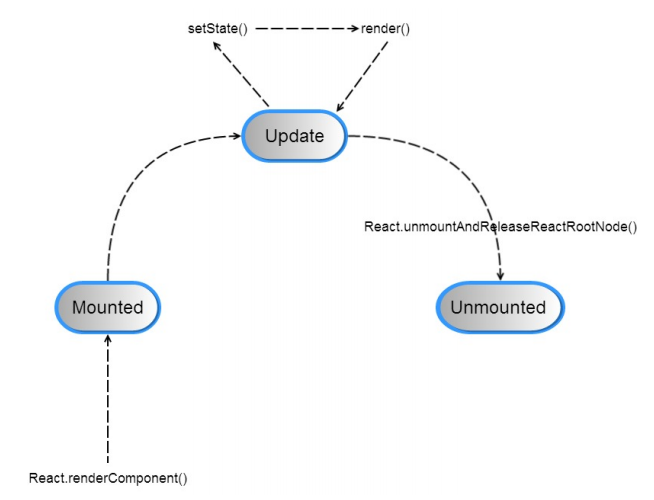 setState()
render()
Update
React.unmountAndReleaseReactRootNode()
Mounted
Unmounted
React.renderComponent()